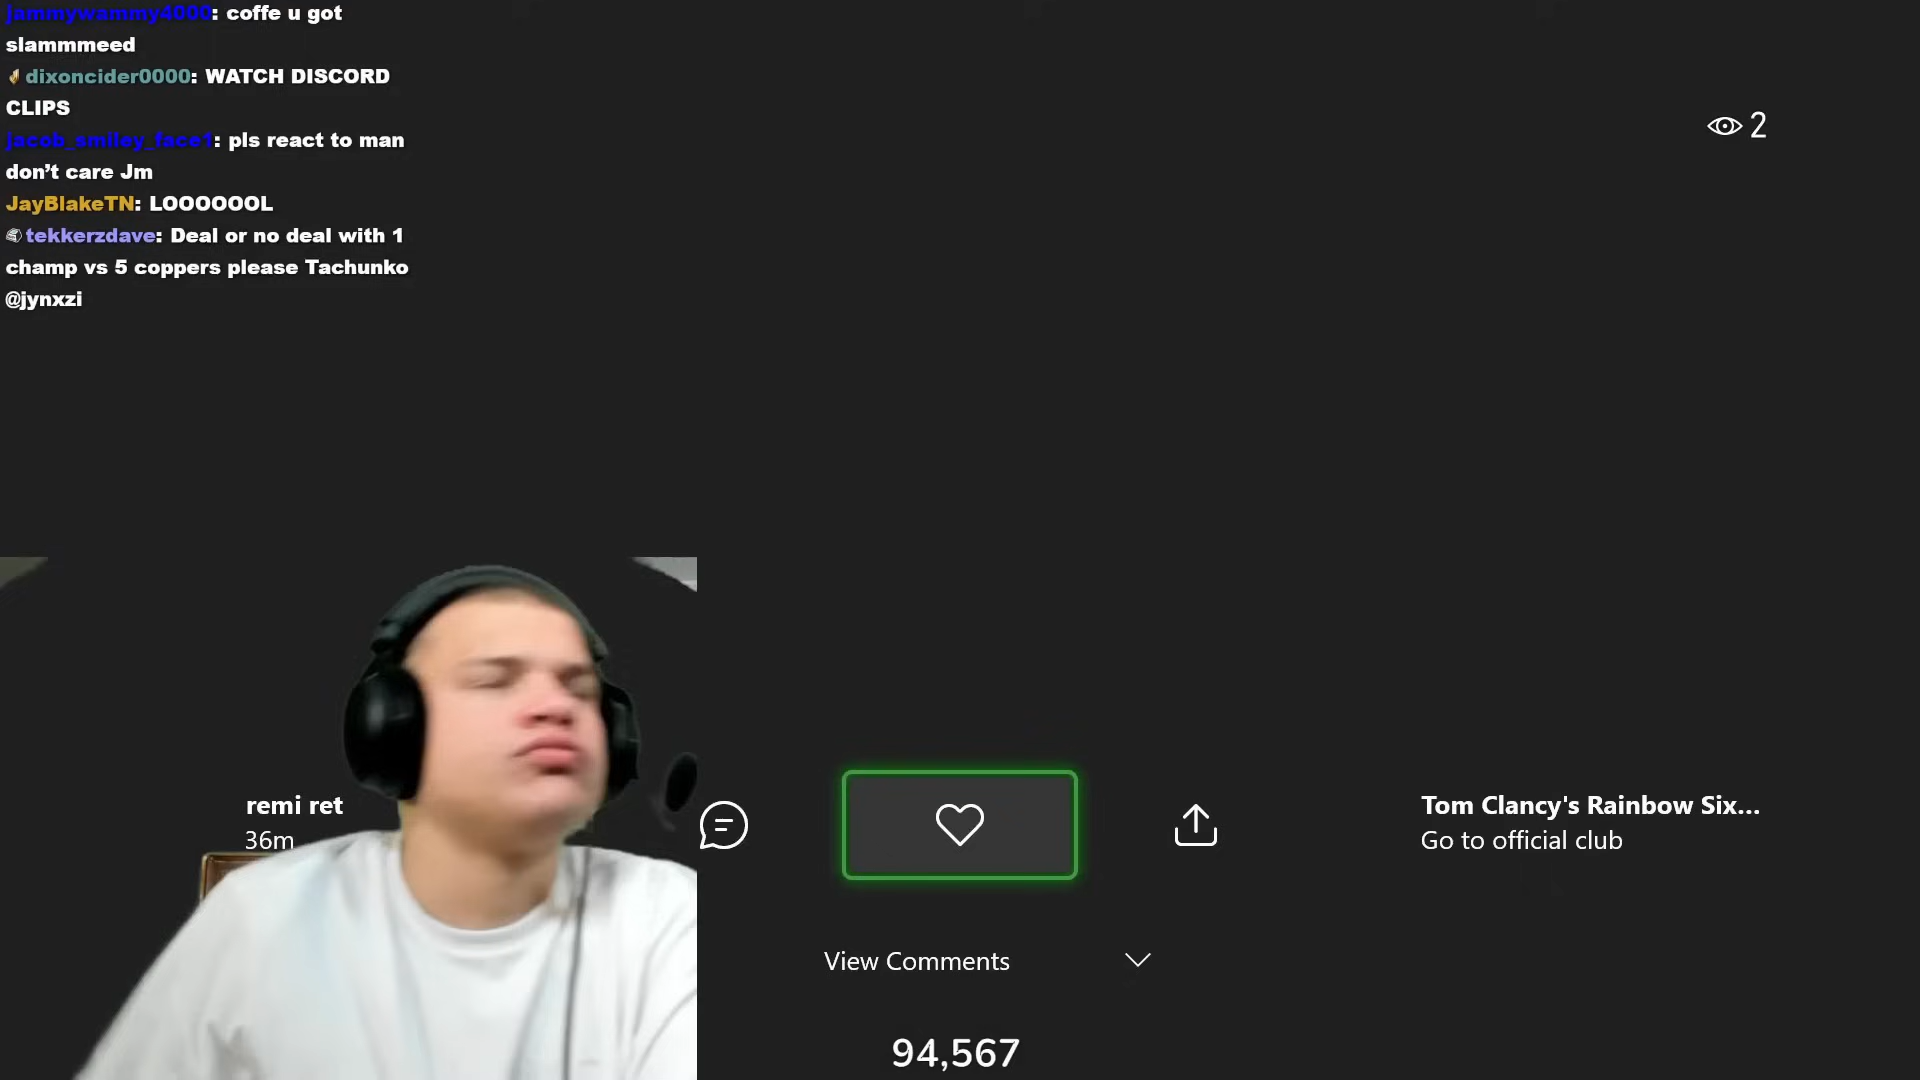 jammywammy4000: coffe u got
slammmeed
dixoncider0000: WATCH DISCORD
CLIPS
jacob_smiley_face1: pls react to man
don’t care Jm
JayBlakeTN: LOOOOOOL
tekkerzdave: Deal or no deal with 1
champ vs 5 coppers please Tachunko
@jynxzi
2
remi ret
36m
Tom Clancy's Rainbow Six...
Go to official club
View Comments
94,567